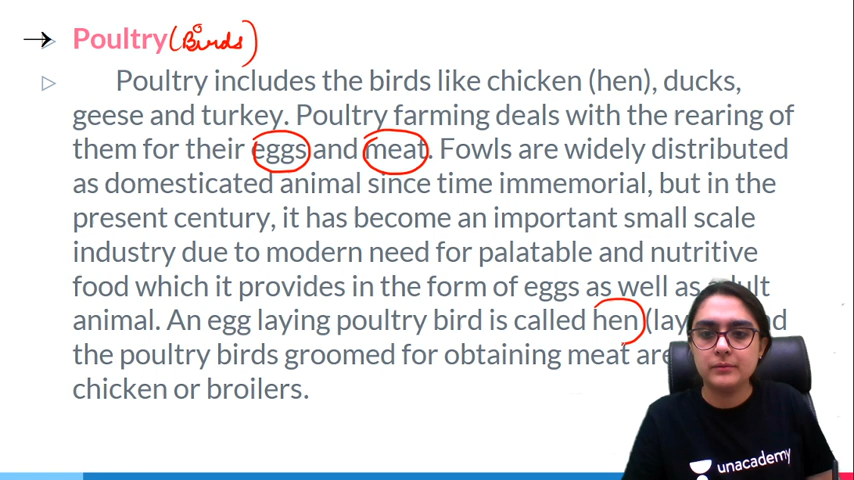 Poultry (Birds)
Poultry includes the birds like chicken (hen), ducks,
geese and turkey. Poultry farming deals with the rearing of
them for their eggs and meat. Fowls are widely distributed
as domesticated animal since time immemorial, but in the
present century, it has become an important small scale
industry due to modern need for palatable and nutritive
food which it provides in the form of eggs as well as adult
animal. An egg laying poultry bird is called hen
the poultry birds groomed for obtaining meat are
chicken or broilers.
unacademy